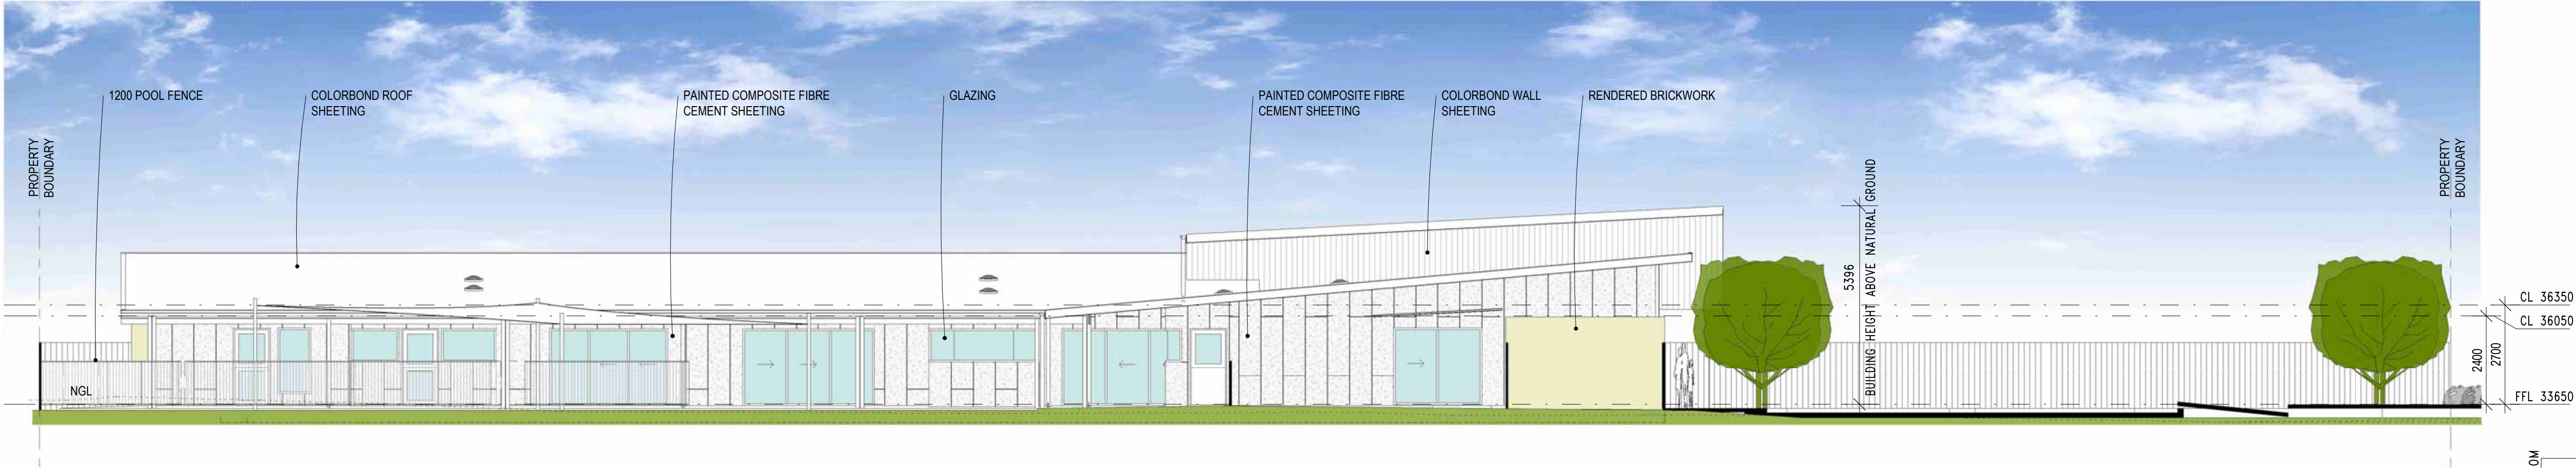 1200 POOL FENCE
COLORBOND ROOF
SHEETING
PAINTED COMPOSITE FIBRE
CEMENT SHEETING
GLAZING
PAINTED COMPOSITE FIBRE
CEMENT SHEETING
COLORBOND WALL
SHEETING
RENDERED BRICKWORK
PROPERTY
BOUNDARY
NGL
5396
BUILDING HEIGHT ABOVE NATURAL GROUND
PROPERTY
BOUNDARY
CL 36350
CL 36050
2400
2700
FFL 33650
OM